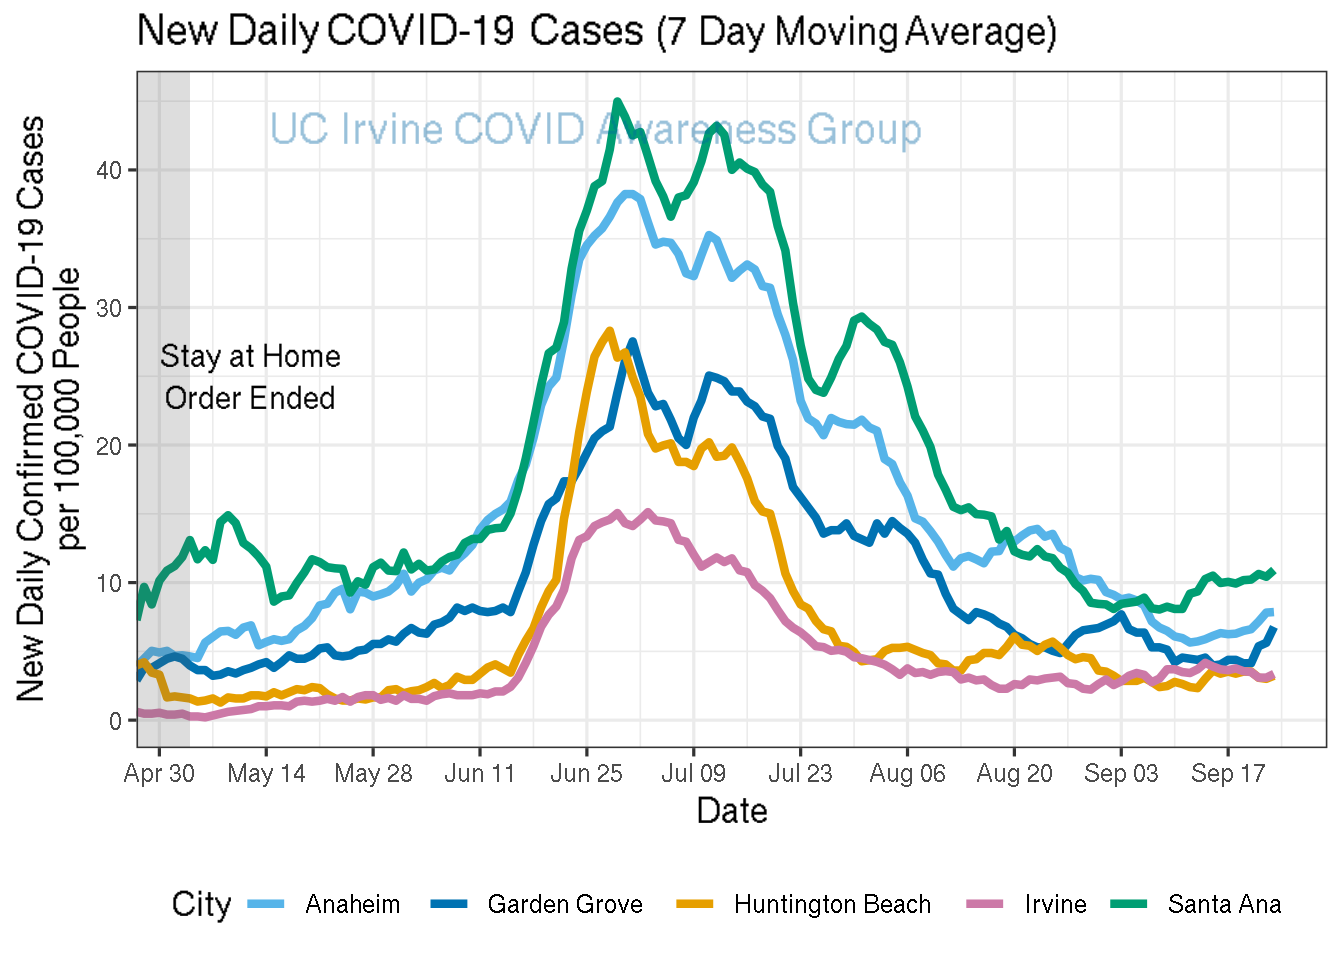 New Daily COVID-19 Cases (7 Day Moving Average)
UC Irvine COVID Awareness Group
New Daily Confirmed COVID-19 Cases
per 100,000 People
40
30
20
10
0
Stay at Home
Order Ended
Apr 30 May 14 May 28 Jun 11 Jun 25 Jul 09 Jul 23 Aug 06 Aug 20 Sep 03 Sep 17
Date
City Anaheim Garden Grove Huntington Beach Irvine Santa Ana